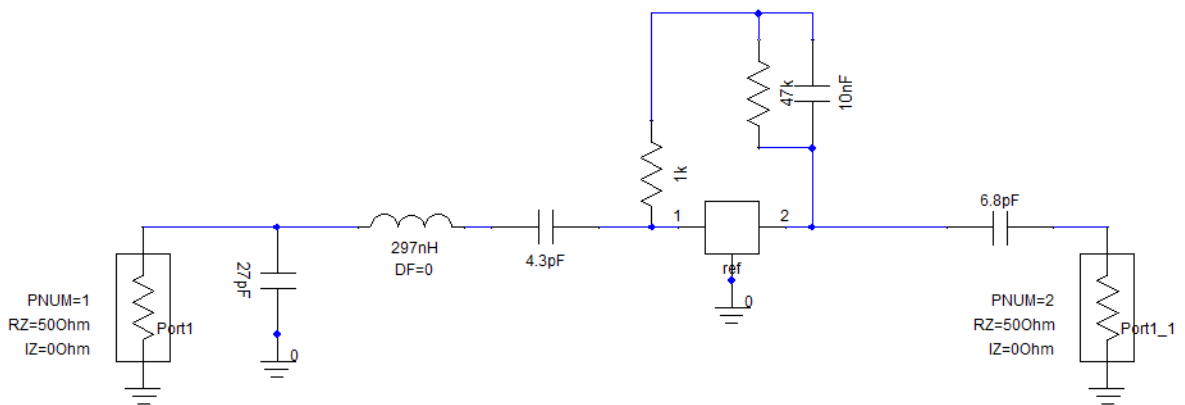 47k
10nF
1k
1
2
6.8pF
297nH
DF=0
4.3pF
27pF
ref
0
PNUM=1
RZ=50Ohm
IZ=0Ohm
Port1
0
PNUM=2
RZ=50Ohm
IZ=0Ohm
Port1_1